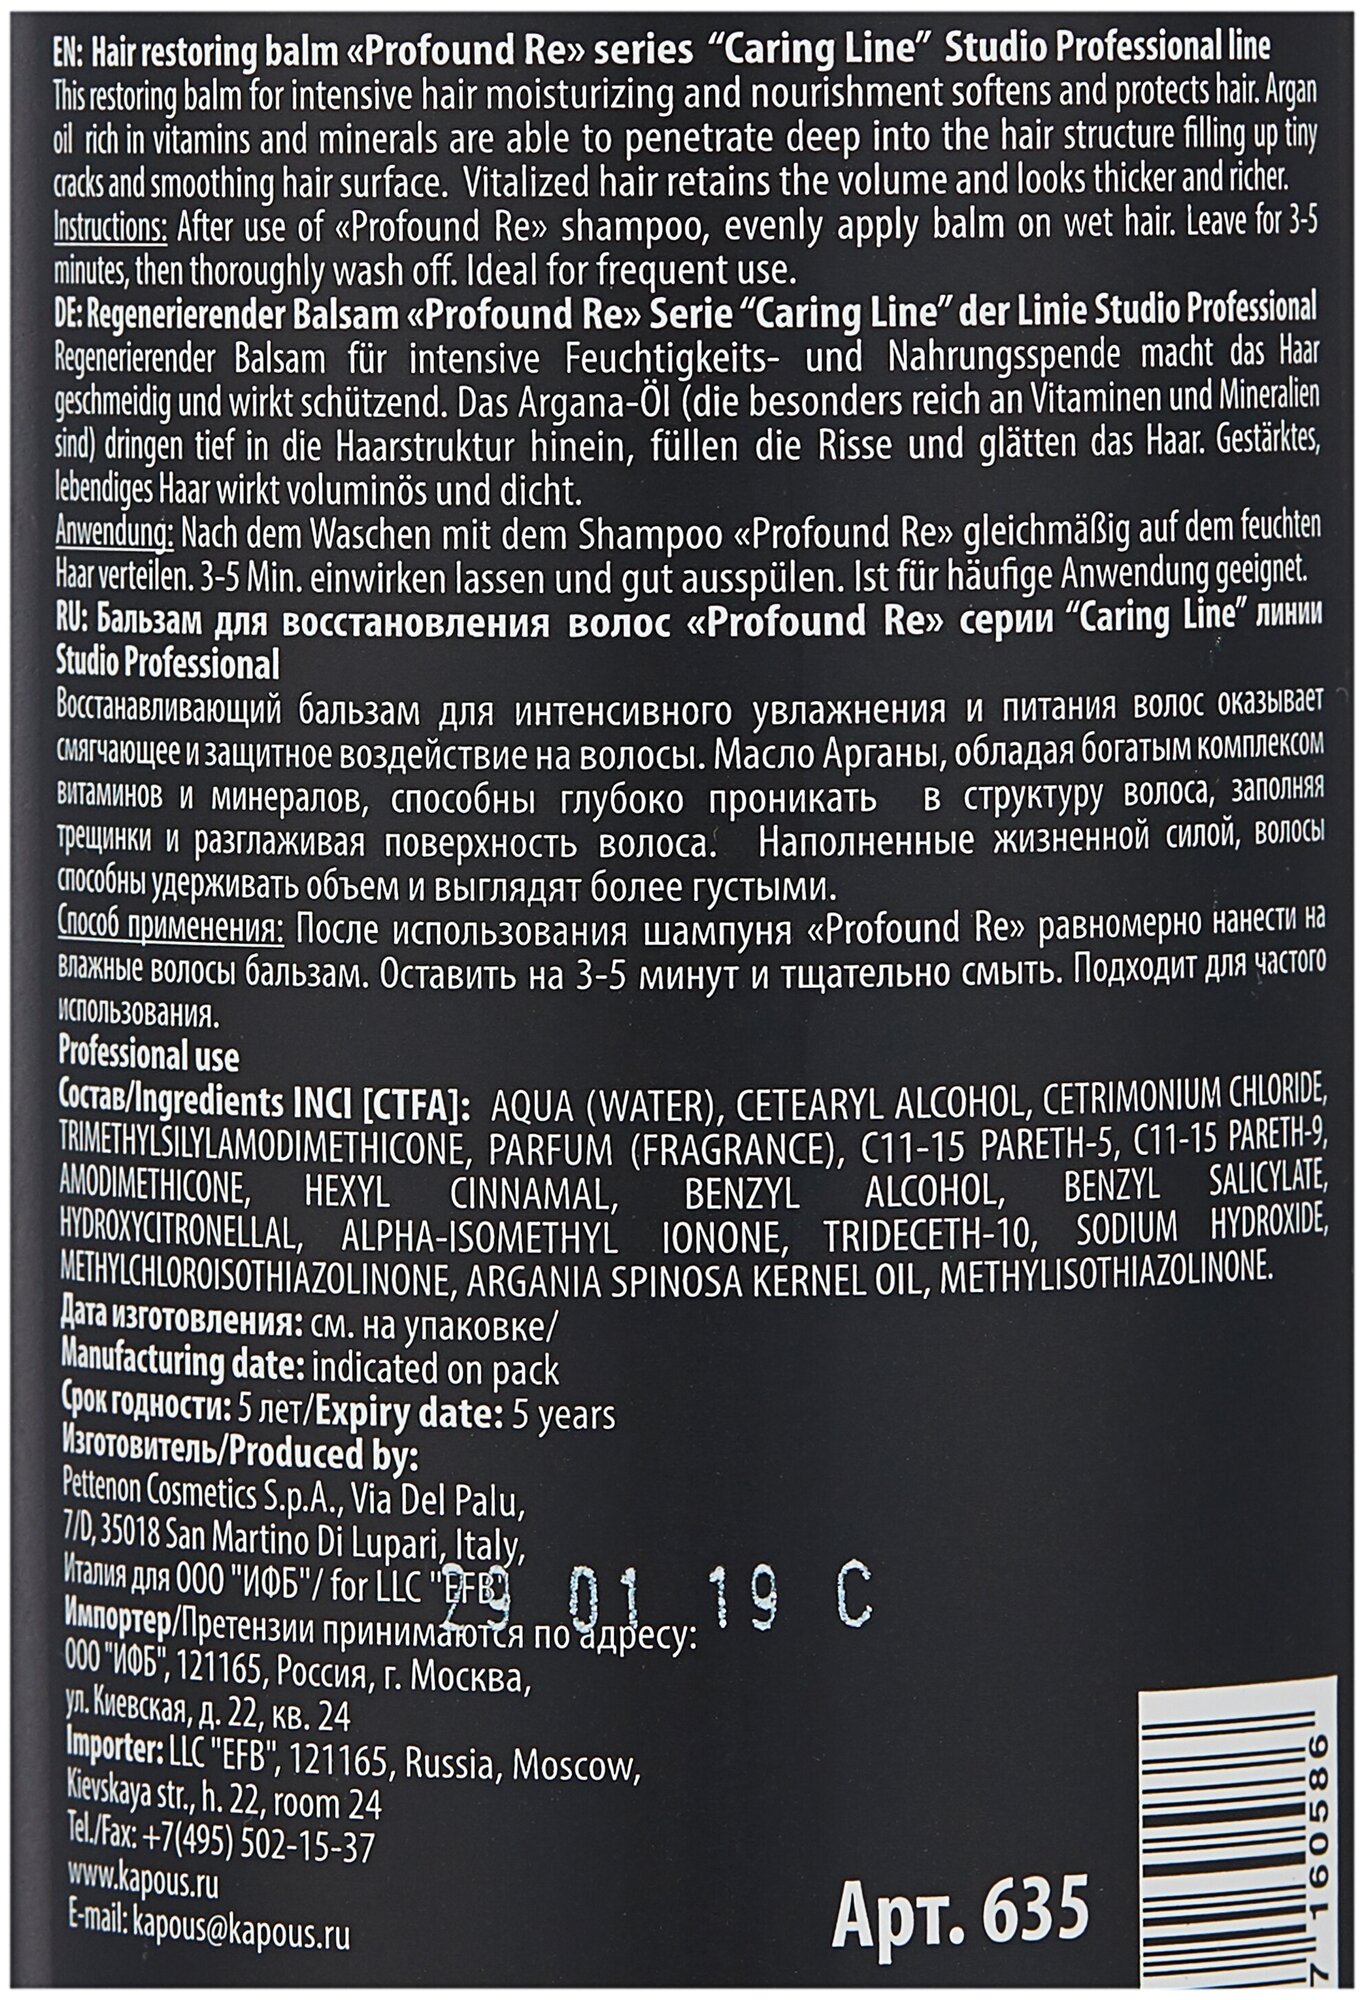 EN: Hair restoring balm «Profound Re» series “Caring Line” Studio Professional line
This restoring balm for intensive hair moisturizing and nourishment softens and protects hair. Argan
oil rich in vitamins and minerals are able to penetrate deep into the hair structure filling up tiny
cracks and smoothing hair surface. Vitalized hair retains the volume and looks thicker and richer.
Instructions: After use of «Profound Re» shampoo, evenly apply balm on wet hair. Leave for 3-5
minutes, then thoroughly wash off. Ideal for frequent use.
DE: Regenerierender Balsam «Profound Re» Serie “Caring Line” der Linie Studio Professional
Regenerierender Balsam für intensive Feuchtigkeits- und Nahrungsspende macht das Haar
geschmeidig und wirkt schützend. Das Argana-Öl (die besonders reich an Vitaminen und Mineralien
sind) dringen tief in die Haarstruktur hinein, füllen die Risse und glätten das Haar. Gestärktes,
lebendiges Haar wirkt voluminös und dicht.
Anwendung: Nach dem Waschen mit dem Shampoo «Profound Re» gleichmäßig auf dem feuchten
Haar verteilen. 3-5 Min. einwirken lassen und gut ausspülen. Ist für häufige Anwendung geeignet.
RU: Бальзам для восстановления волос «Profound Re» серии “Caring Line” линии
Studio Professional
Восстанавливающий бальзам для интенсивного увлажнения и питания волос оказывает
смягчающее и защитное воздействие на волосы. Масло Арганы, обладая богатым комплексом
витаминов и минералов, способны глубоко проникать в структуру волоса, заполняя
трещинки и разглаживая поверхность волоса. Наполненные жизненной силой, волосы
способны удерживать объем и выглядят более густыми.
Способ применения: После использования шампуня «Profound Re» равномерно нанести на
влажные волосы бальзам. Оставить на 3-5 минут и тщательно смыть. Подходит для частого
использования.
Professional use
Состав/Ingredients INCI [CTFA]: AQUA (WATER), CETEARYL ALCOHOL, CETRIMONIUM CHLORIDE,
TRIMETHYLSILYLAMODIMETHICONE, PARFUM (FRAGRANCE), C11-15 PARETH-5, C11-15 PARETH-9,
AMODIMETHICONE, HEXYL CINNAMAL, BENZYL ALCOHOL, BENZYL SALICYLATE,
HYDROXYCITRONELLAL, ALPHA-ISOMETHYL IONONE, TRIDECETH-10, SODIUM HYDROXIDE,
METHYLCHLOROISOTHIAZOLINONE, ARGANIA SPINOSA KERNEL OIL, METHYLISOTHIAZOLINONE.
Дата изготовления: см. на упаковке/
Manufacturing date: indicated on pack
Срок годности: 5 лет/Expiry date: 5 years
Изготовитель/Produced by:
Pettenon Cosmetics S.p.A., Via Del Palu,
7/D, 35018 San Martino Di Lupari, Italy,
Италия для ООО "ИФБ"/ for LLC "EFB"
29 01 19 C
Импортер/Претензии принимаются по адресу:
ООО "ИФБ", 121165, Россия, г. Москва,
ул. Киевская, д. 22, кв. 24
Importer: LLC "EFB", 121165, Russia, Moscow,
Kievskaya str., h. 22, room 24
Tel./Fax: +7(495) 502-15-37
www.kapous.ru
E-mail: kapous@kapous.ru
Арт. 635
7 160586